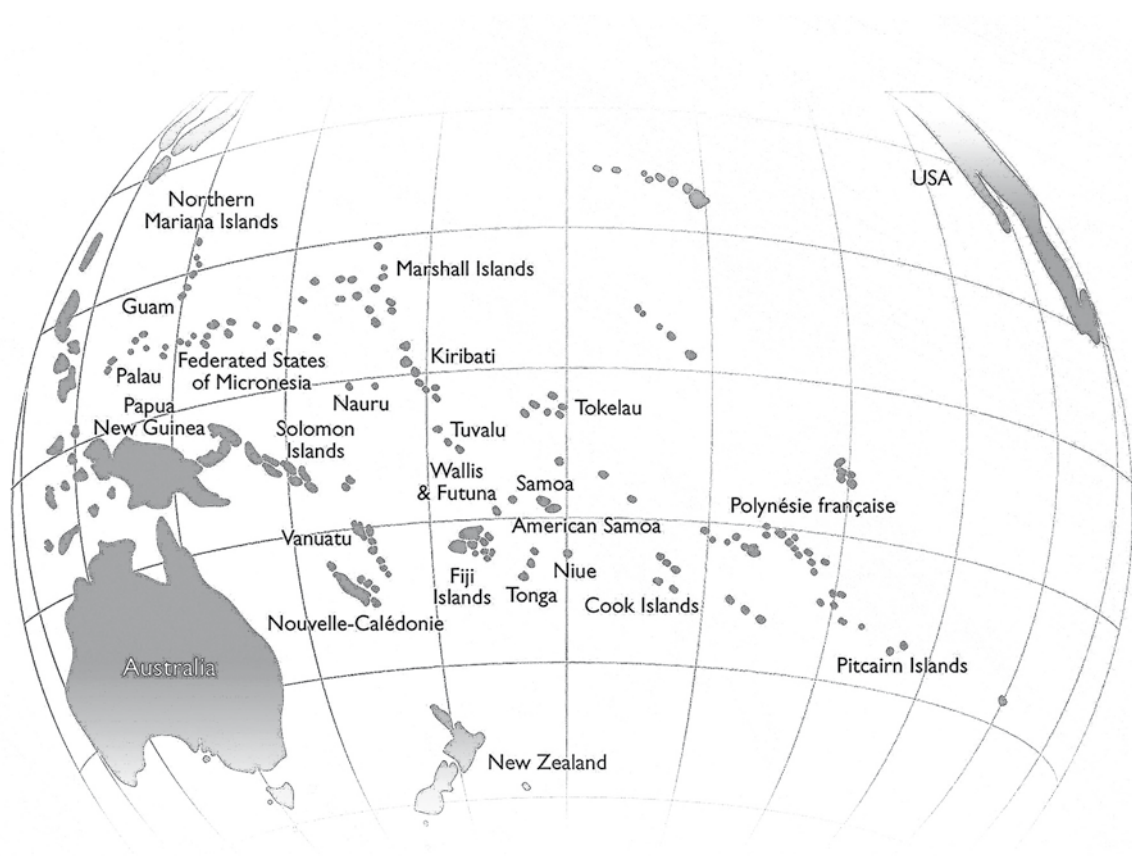 USA
Northern
Mariana Islands
Marshall Islands
Guam
Federated States
of Micronesia
Kiribati
Palau
Nauru
Papua
New Guinea
Tokelau
Solomon
Islands
Tuvalu
Wallis
& Futuna
Samoa
Polynésie française
American Samoa
Vanuatu
Fiji
Islands
Niue
Tonga
Cook Islands
Nouvelle-Calédonie
Australia
Pitcairn Islands
New Zealand